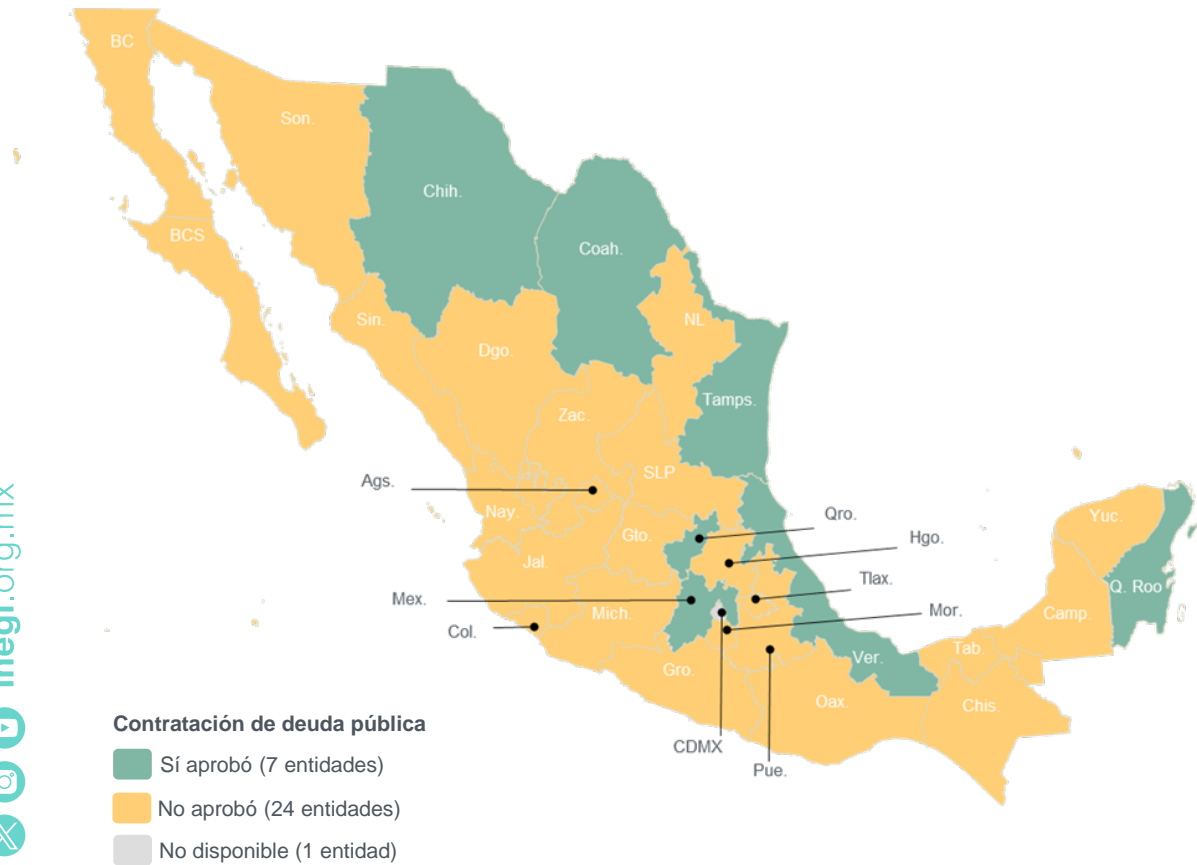 BC
Son.
Chih.
BCS
Coah.
Sin.
NL
Dgo.
Tamps.
Zac.
SLP
Ags.
Nay.
Gto.
Qro.
Yuc.
Hgo.
Jal.
Tlax.
Q. Roo
Mex.
Mich.
Mor.
Camp.
Col.
Ver.
Tab.
Gro.
Oax.
Chis.
CDMX
Pue.
Contratación de deuda pública
Sí aprobó (7 entidades)
No aprobó (24 entidades)
No disponible (1 entidad)
inegi.org.mx